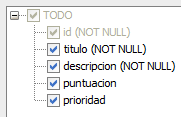 TODO
id (NOT NULL)
titulo (NOT NULL)
descripcion (NOT NULL)
puntuacion
prioridad